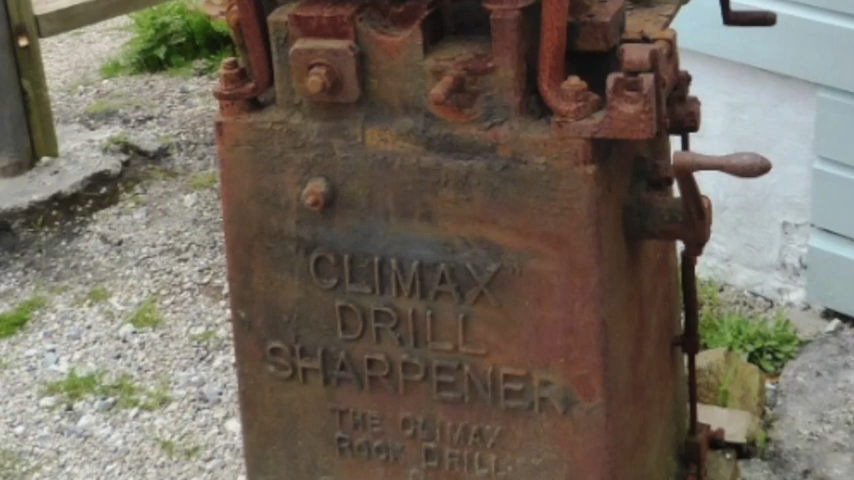 "CLIMAX"
DRILL
SHARPENER
THE CLIMAX
ROCK DRILL